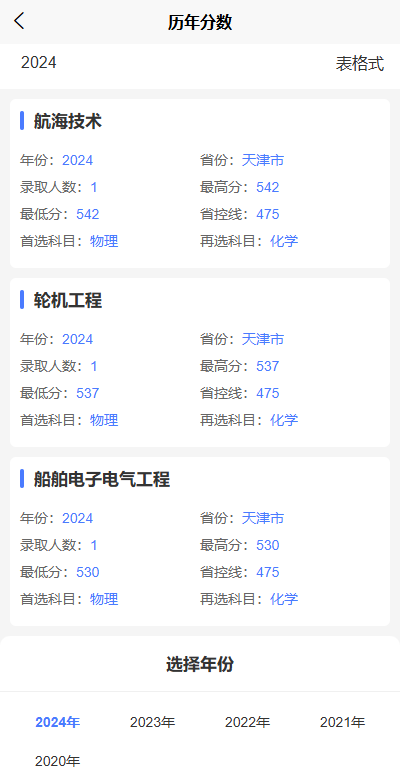 历年分数
2024 表格式
航海技术
年份：2024 省份：天津市
录取人数：1 最高分：542
最低分：542 省控线：475
首选科目：物理 再选科目：化学
轮机工程
年份：2024 省份：天津市
录取人数：1 最高分：537
最低分：537 省控线：475
首选科目：物理 再选科目：化学
船舶电子电气工程
年份：2024 省份：天津市
录取人数：1 最高分：530
最低分：530 省控线：475
首选科目：物理 再选科目：化学
选择年份
2024年 2023年 2022年 2021年
2020年